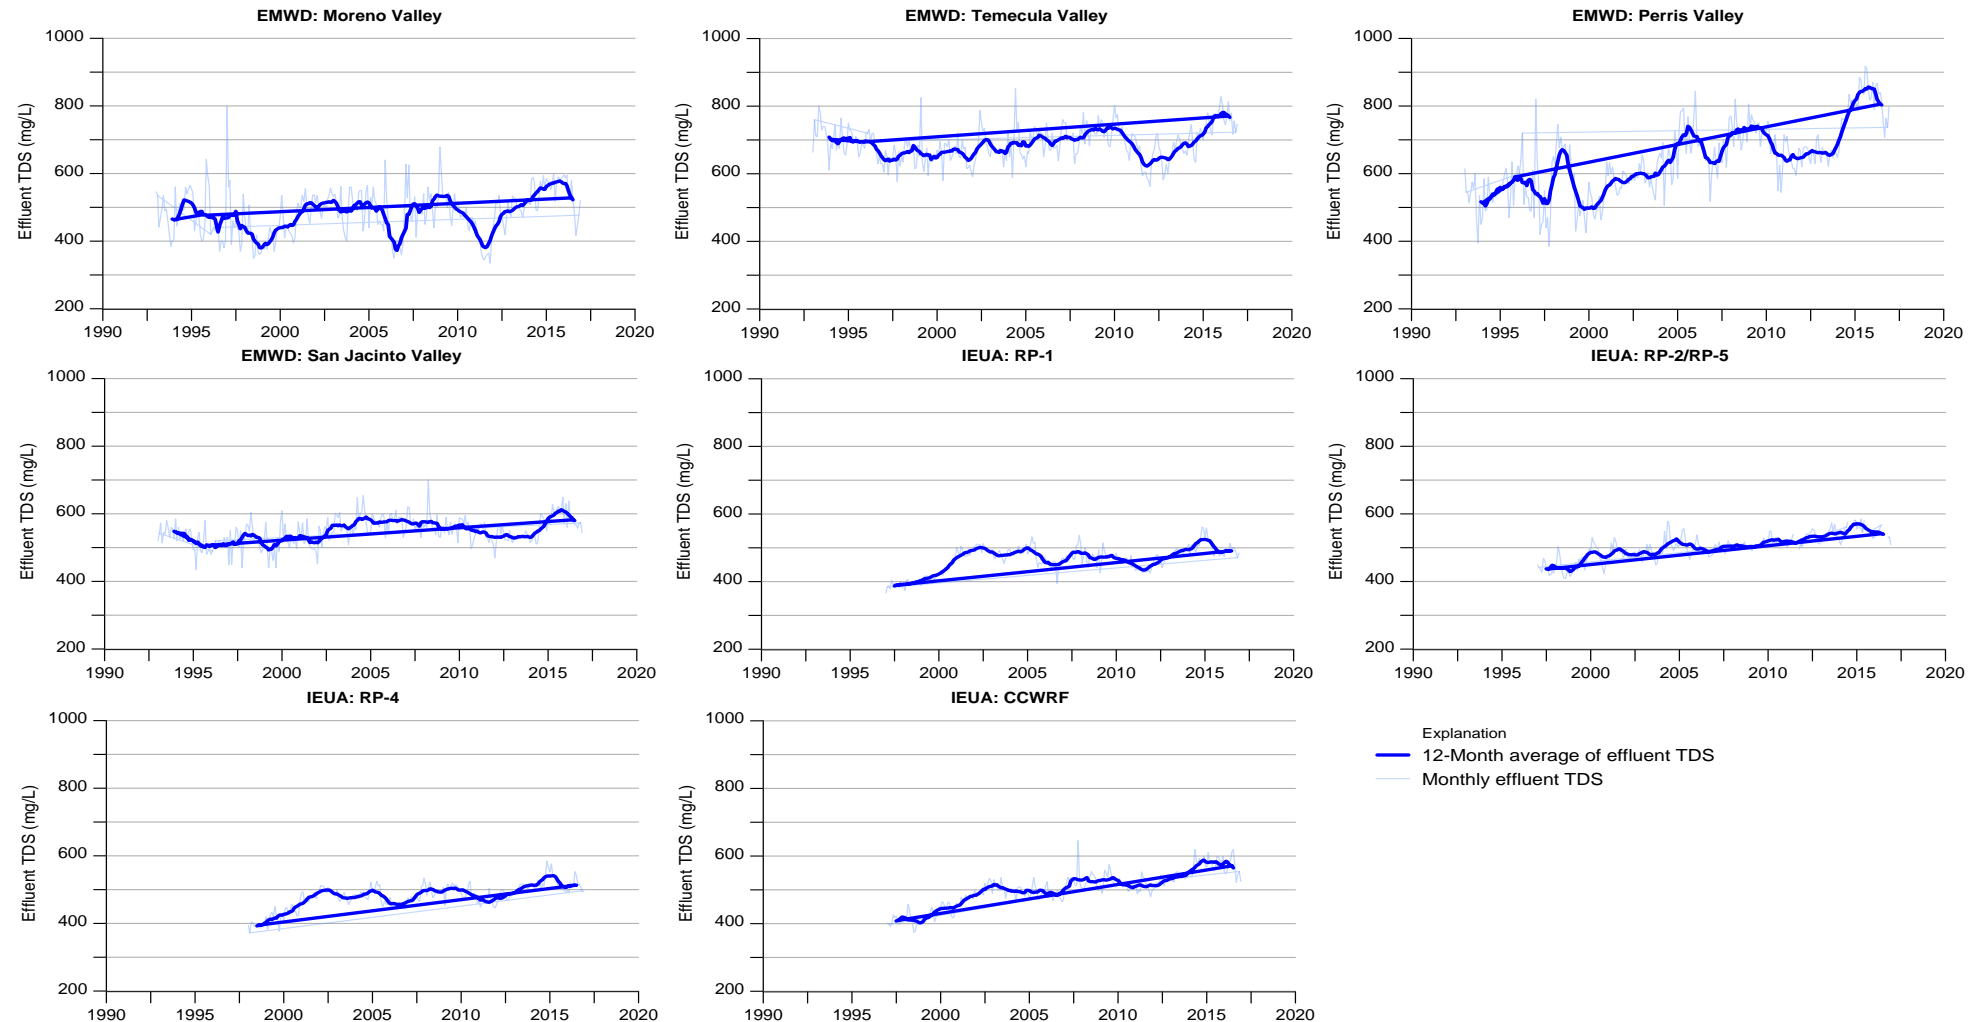 EMWD: Moreno Valley
1000
800
600
400
200
Effluent TDS (mg/L)
1990 1995 2000 2005 2010 2015 2020
EMWD: Temecula Valley
1000
800
600
400
200
Effluent TDS (mg/L)
1990 1995 2000 2005 2010 2015 2020
EMWD: Perris Valley
1000
800
600
400
200
Effluent TDS (mg/L)
1990 1995 2000 2005 2010 2015 2020
EMWD: San Jacinto Valley
1000
800
600
400
200
Effluent TDS (mg/L)
1990 1995 2000 2005 2010 2015 2020
IEUA: RP-1
1000
800
600
400
200
Effluent TDS (mg/L)
1990 1995 2000 2005 2010 2015 2020
IEUA: RP-2/RP-5
1000
800
600
400
200
Effluent TDS (mg/L)
1990 1995 2000 2005 2010 2015 2020
IEUA: RP-4
1000
800
600
400
200
Effluent TDS (mg/L)
1990 1995 2000 2005 2010 2015 2020
IEUA: CCWRF
1000
800
600
400
200
Effluent TDS (mg/L)
1990 1995 2000 2005 2010 2015 2020
Explanation
12-Month average of effluent TDS
Monthly effluent TDS